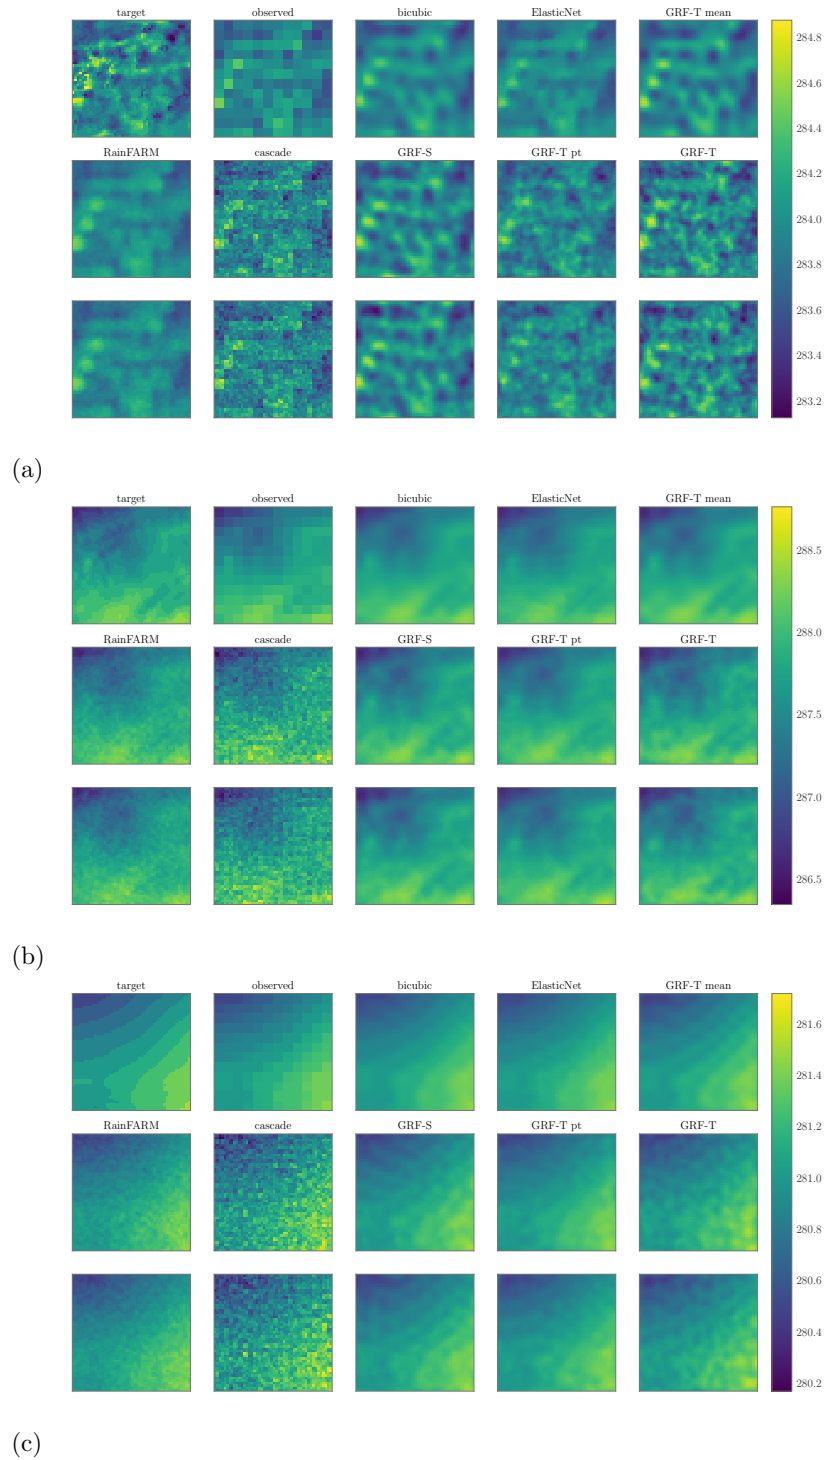 target observed bicubic ElasticNet GRF-T mean
284.8
284.6
284.4
RainFARM cascade GRF-S GRF-T pt GRF-T
284.2
284.0
283.8
283.6
283.4
283.2
(a)
target observed bicubic ElasticNet GRF-T mean
288.5
288.0
RainFARM cascade GRF-S GRF-T pt GRF-T
287.5
287.0
286.5
(b)
target observed bicubic ElasticNet GRF-T mean
281.6
281.4
RainFARM cascade GRF-S GRF-T pt GRF-T
281.2
281.0
280.8
280.6
280.4
280.2
(c)